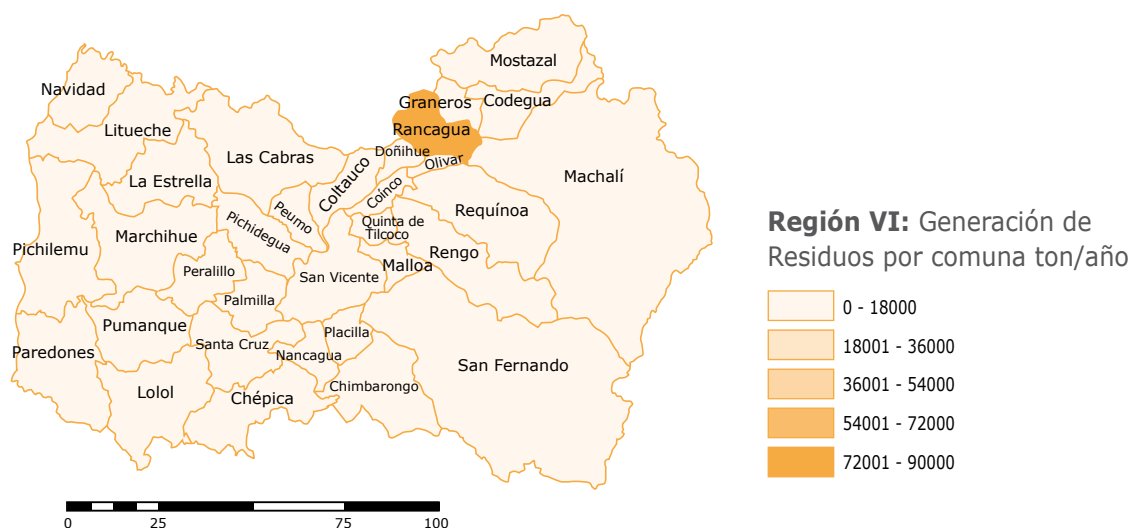 Mostazal
Navidad
Graneros
Codegua
Litueche
Rancagua
Las Cabras
Doñihue
Olivar
Coltauco
La Estrella
Machalí
Coínco
Peumo
Requínoa
Pichidegua
Quinta de
Tilcoco
Marchihue
Pichilemu
Rengo
Malloa
Peralillo
San Vicente
Palmilla
Pumanque
Placilla
Santa Cruz
Paredones
Nancagua
San Fernando
Chimbarongo
Lolol
Chépica
Región VI: Generación de
Residuos por comuna ton/año
0 - 18000
18001 - 36000
36001 - 54000
54001 - 72000
72001 - 90000
0 25 75 100